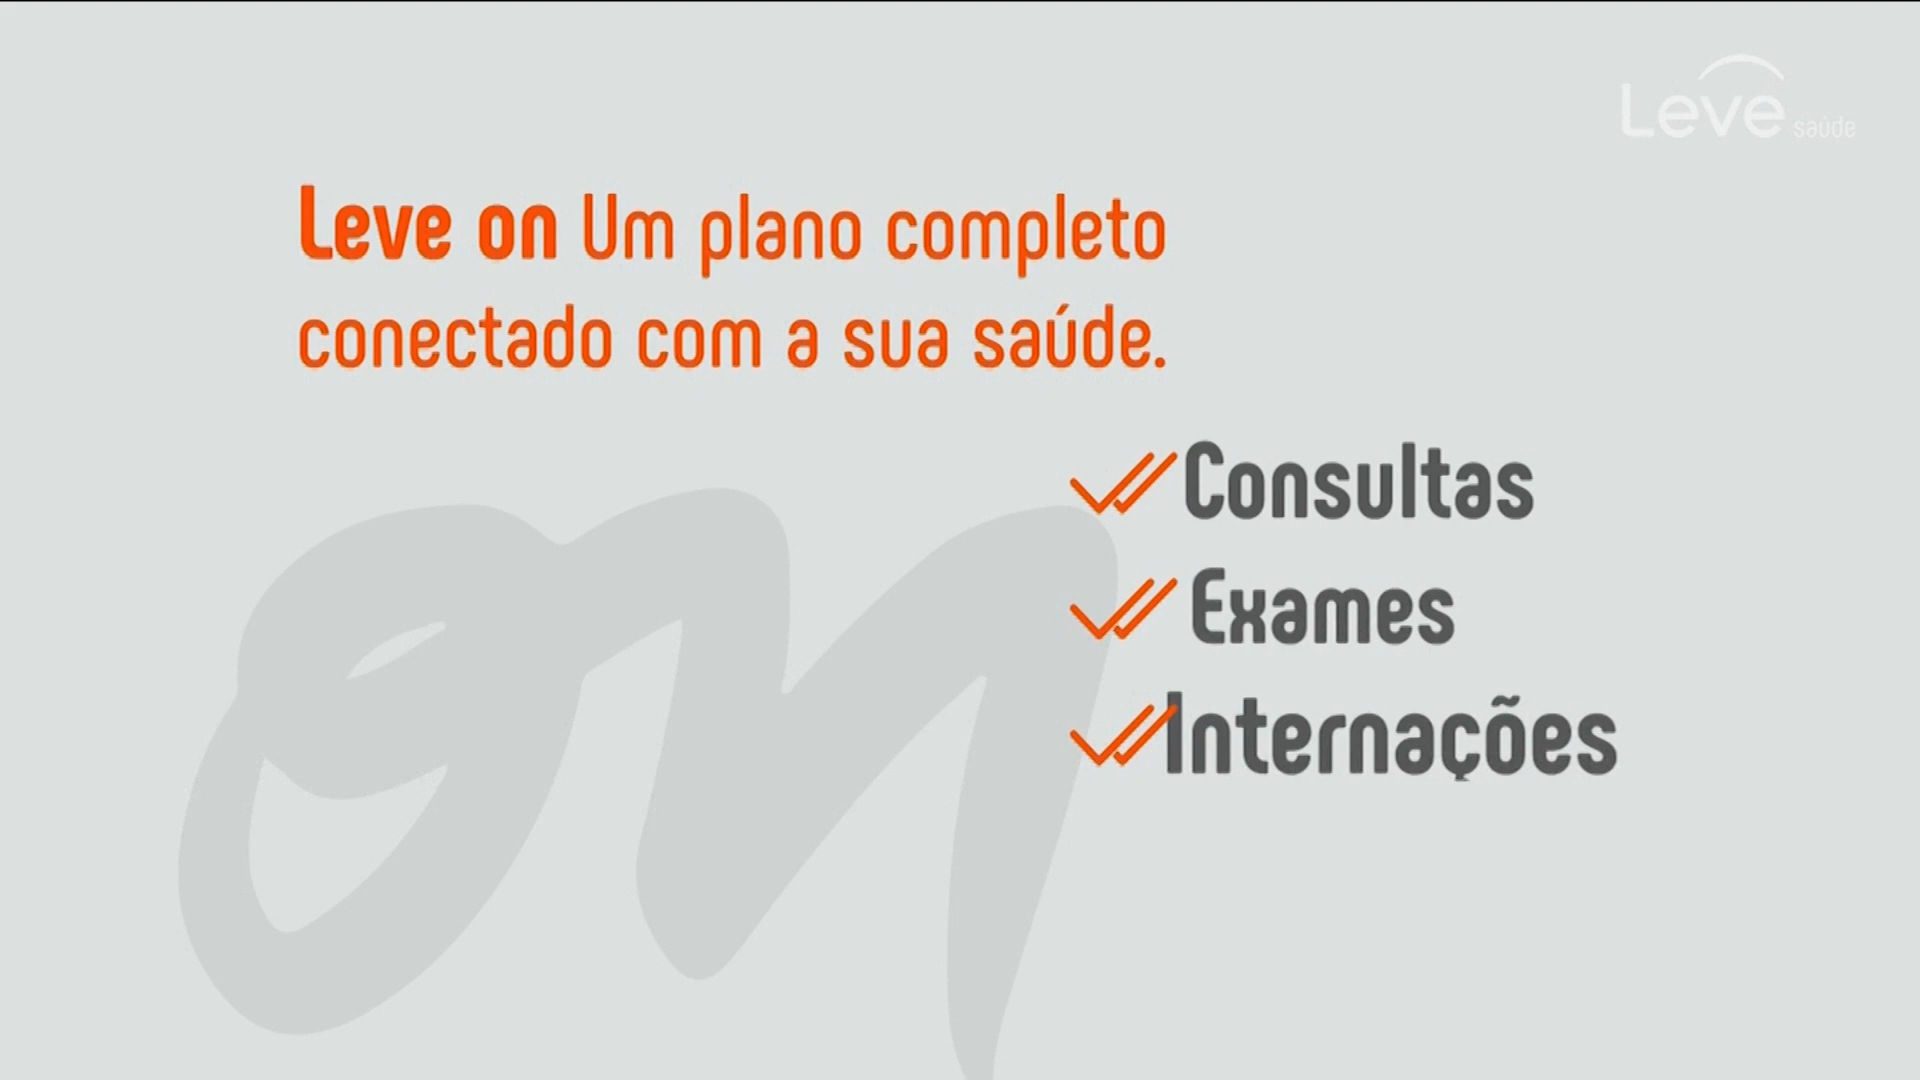 Leve saúde
Leve on Um plano completo
conectado com a sua saúde.
Consultas
Exames
Internações
on